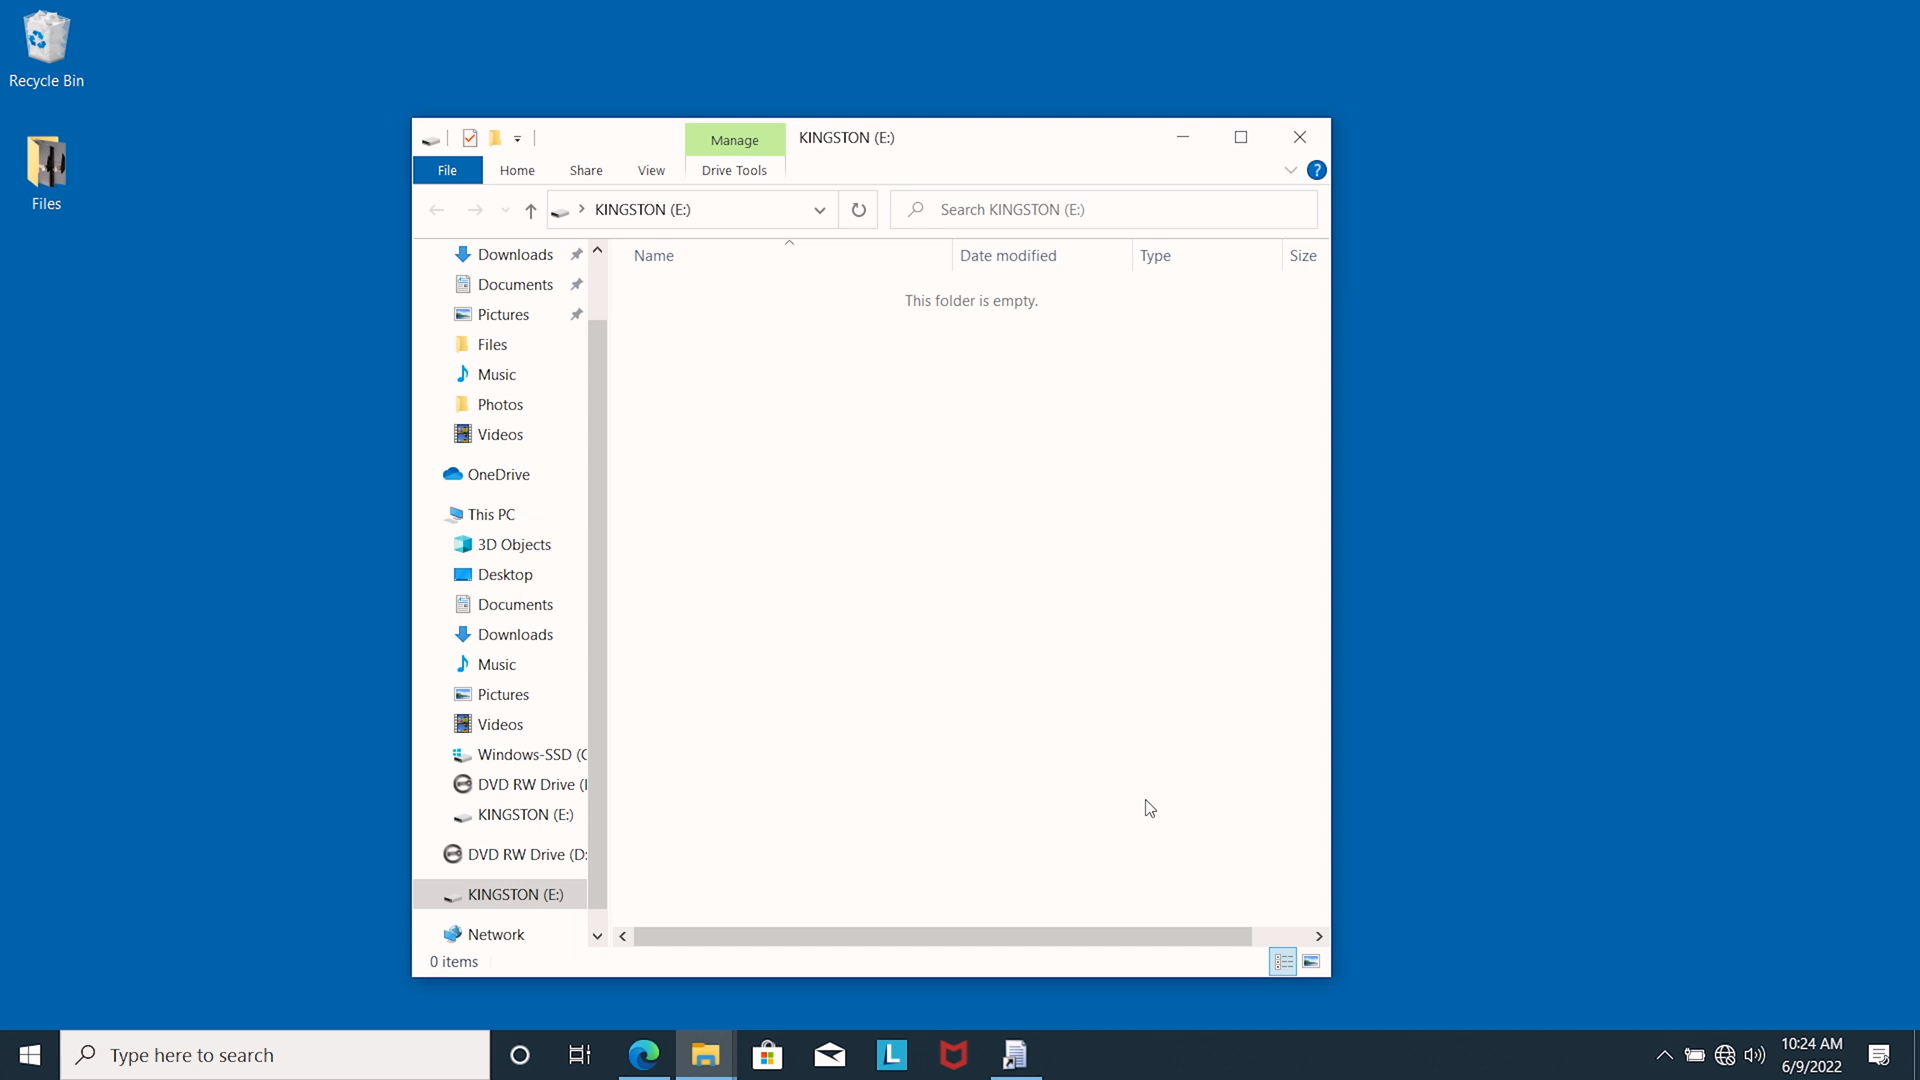 Recycle Bin
Files
Manage
KINGSTON (E:)
File
Home
Share
View
Drive Tools
?
KINGSTON (E:)
Search KINGSTON (E:)
Name
Date modified
Type
Size
This folder is empty.
Downloads
Documents
Pictures
Files
Music
Photos
Videos
OneDrive
This PC
3D Objects
Desktop
Documents
Downloads
Music
Pictures
Videos
Windows-SSD (C
DVD RW Drive (
KINGSTON (E:)
DVD RW Drive (D:
KINGSTON (E:)
Network
0 items
Type here to search
L
10:24 AM
6/9/2022